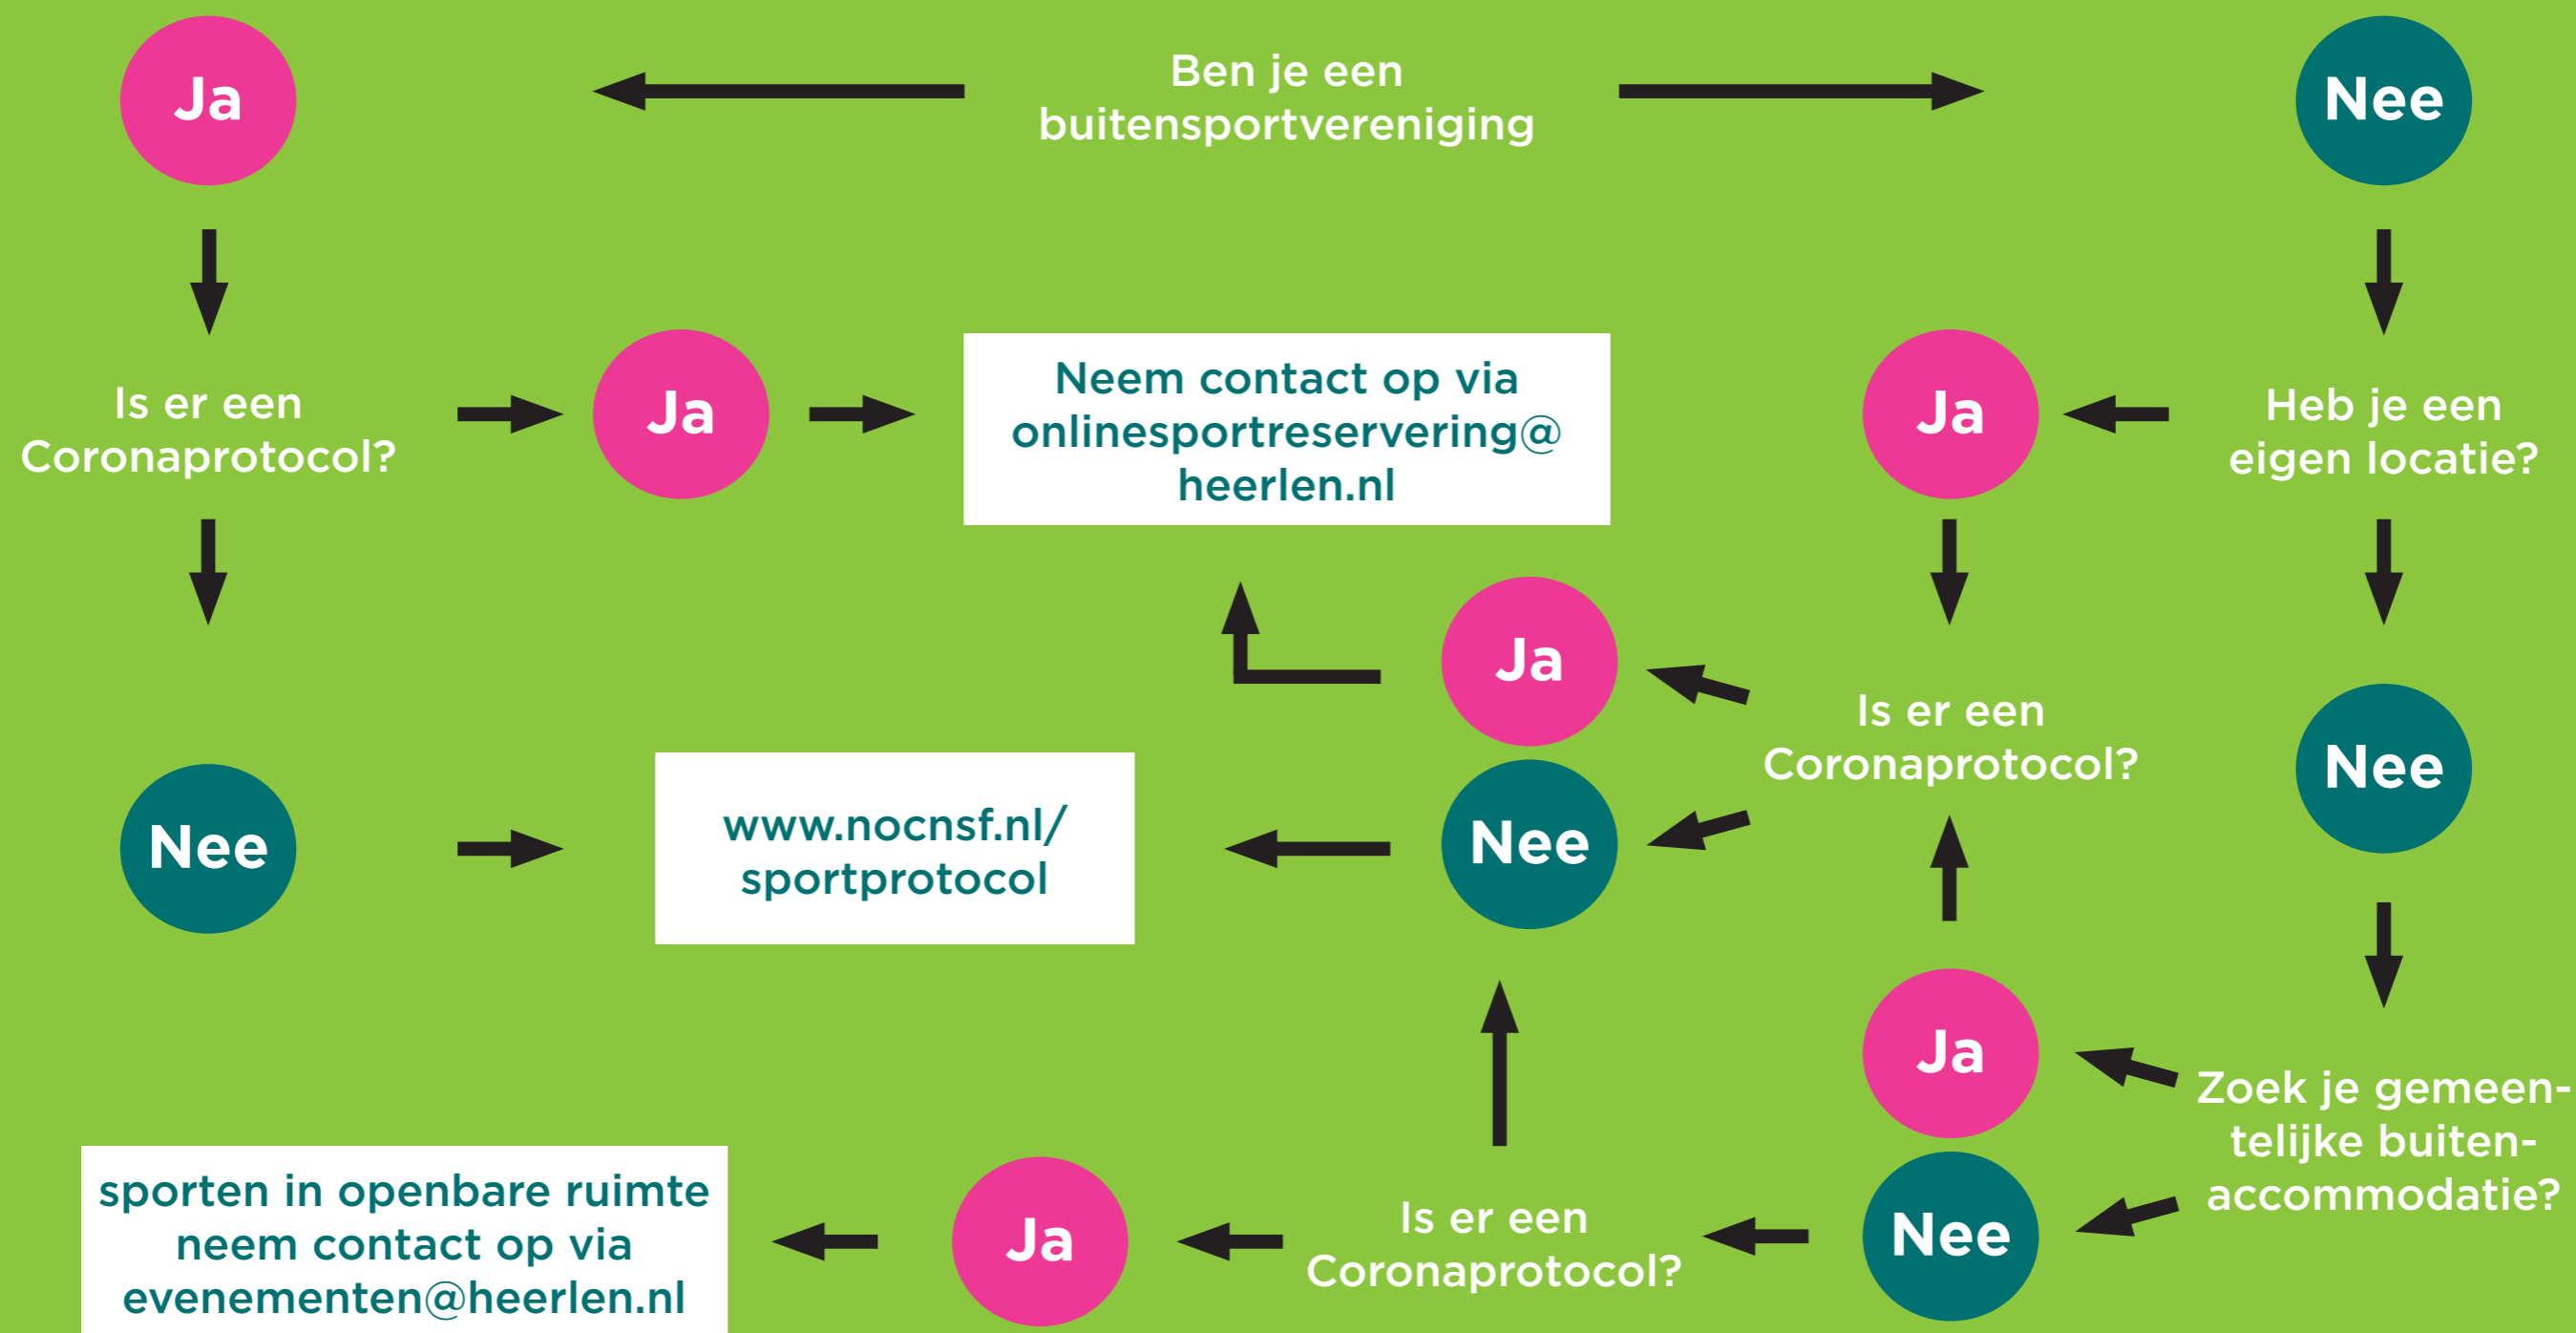 Ja
Ben je een
buitensportvereniging
Nee
Is er een
Coronaprotocol?
Ja
Neem contact op via
onlinesportreservering@
heerlen.nl
Ja
Heb je een
eigen locatie?
Ja
Is er een
Coronaprotocol?
Nee
Nee
www.nocnsf.nl/
sportprotocol
Nee
Ja
Zoek je gemeen-
telijke buiten-
accommodatie?
sporten in openbare ruimte
neem contact op via
evenementen@heerlen.nl
Ja
Is er een
Coronaprotocol?
Nee